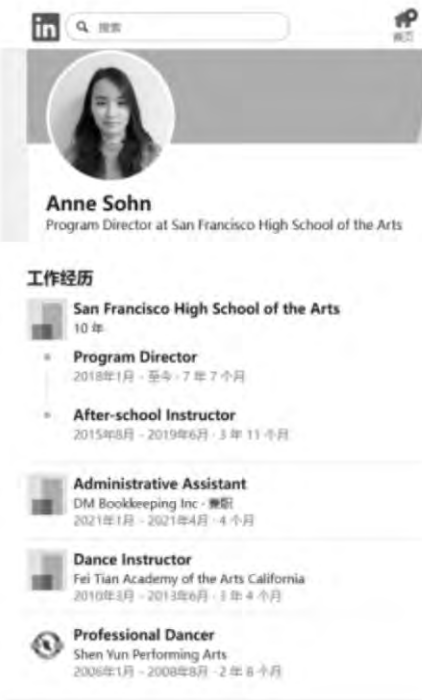 in
搜索
首页
Anne Sohn
Program Director at San Francisco High School of the Arts
工作经历
San Francisco High School of the Arts
10 年
Program Director
2018年1月 - 至今 · 7 年 7 个月
After-school Instructor
2015年8月 - 2019年6月 · 3 年 11 个月
Administrative Assistant
DM Bookkeeping Inc · 兼职
2021年1月 - 2021年4月 · 4 个月
Dance Instructor
Fei Tian Academy of the Arts California
2010年3月 - 2013年6月 · 3 年 4 个月
Professional Dancer
Shen Yun Performing Arts
2006年1月 - 2008年8月 · 2 年 8 个月